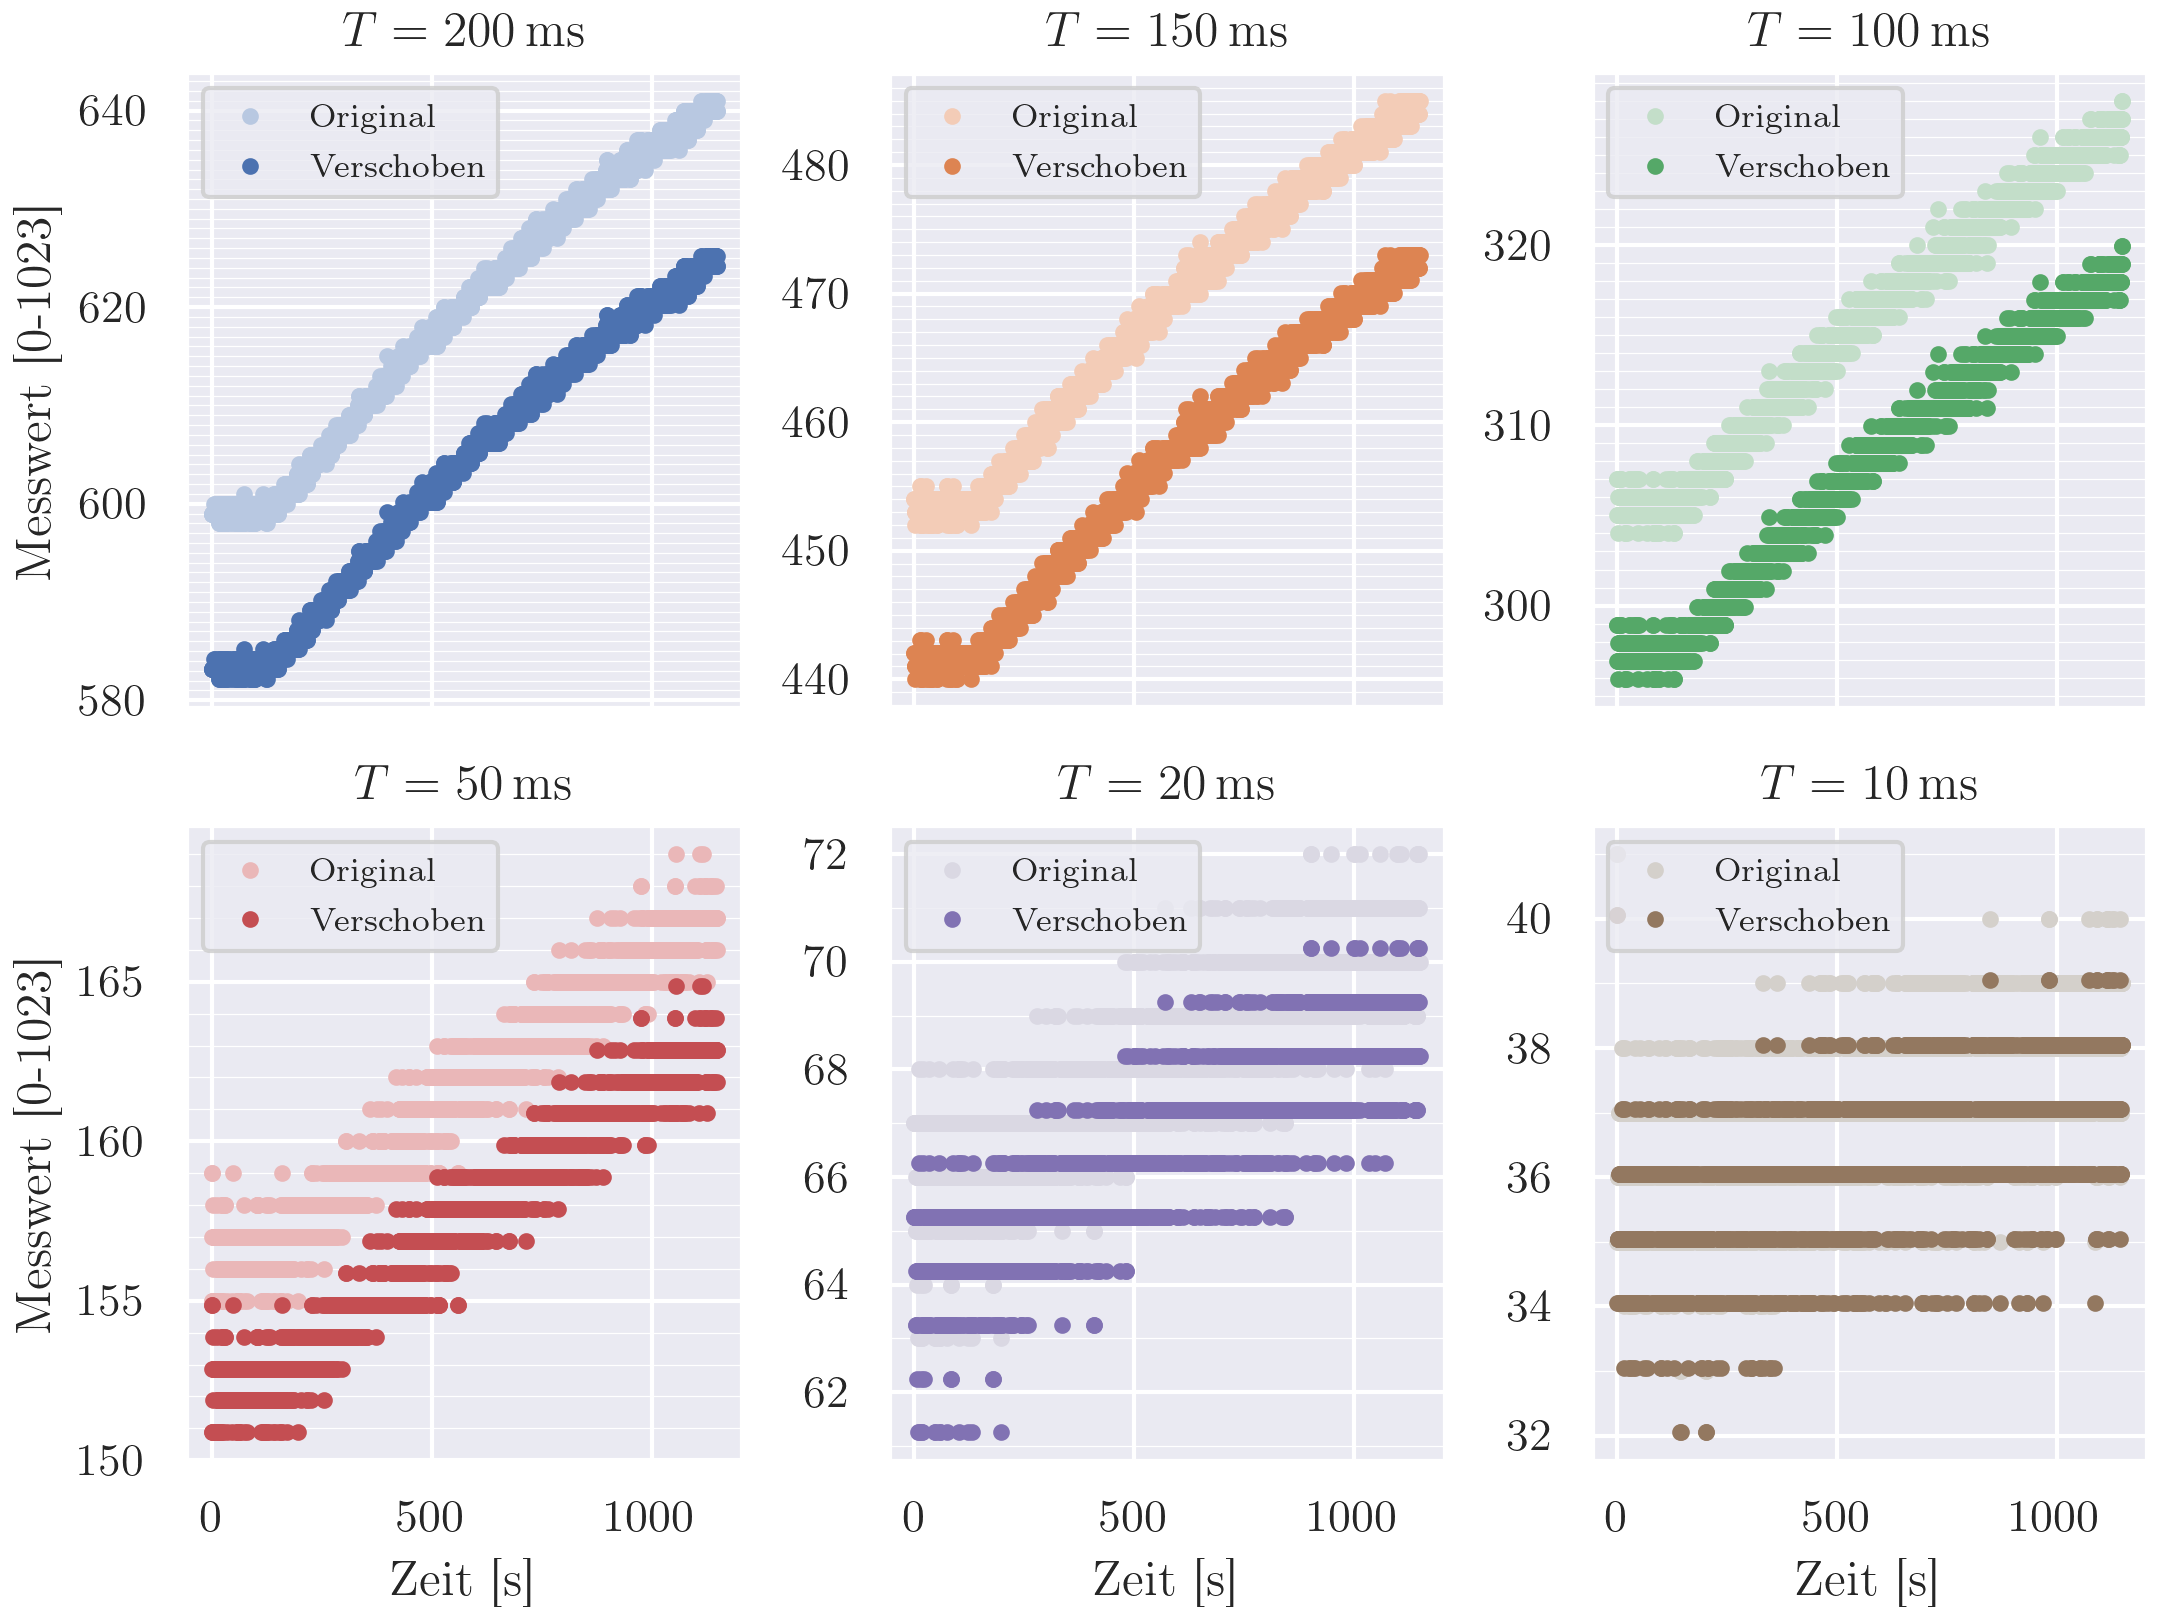 T = 200 ms
T = 150 ms
T = 100 ms
Messwert [0-1023]
640
620
600
580
Original
Verschoben
480
470
460
450
440
Original
Verschoben
320
310
300
Original
Verschoben
T = 50 ms
T = 20 ms
T = 10 ms
Messwert [0-1023]
165
160
155
150
Original
Verschoben
72
70
68
66
64
62
Original
Verschoben
40
38
36
34
32
Original
Verschoben
0 500 1000
0 500 1000
0 500 1000
Zeit [s]
Zeit [s]
Zeit [s]